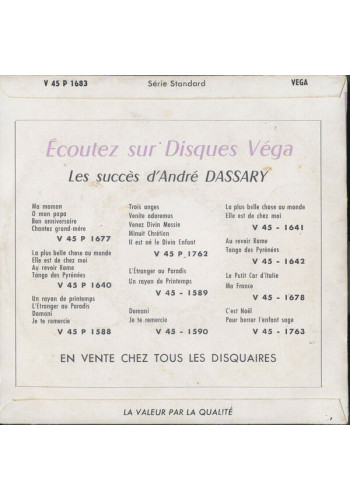 V 45 P 1683 Série Standard VEGA
Écoutez sur Disques Véga
Les succès d'André DASSARY
Ma maman
O mon papa
Bon anniversaire
Chantez grand-mère
V 45 P 1677
La plus belle chose au monde
Elle est de chez moi
Au revoir Rome
Tango des Pyrénées
V 45 P 1640
Un rayon de printemps
L'Etranger au Paradis
Domani
Je te remercie
V 45 P 1588
Trois anges
Venite adoremus
Venez Divin Messie
Minuit Chrétien
Il est né le Divin Enfant
V 45 P 1762
L'Etranger au Paradis
Un rayon de Printemps
V 45 - 1589
Domani
Je te remercie
V 45 - 1590
La plus belle chose au monde
Elle est de chez moi
V 45 - 1641
Au revoir Rome
Tango des Pyrénées
V 45 - 1642
Le Petit Car d'Italie
Ma France
V 45 - 1678
C'est Noël
Pour bercer l'enfant sage
V 45 - 1763
EN VENTE CHEZ TOUS LES DISQUAIRES
LA VALEUR PAR LA QUALITÉ